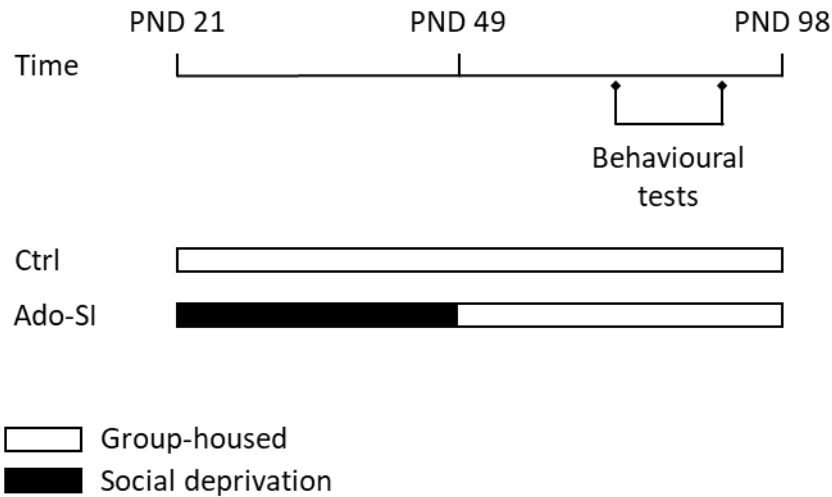 PND 21 PND 49 PND 98
Time
Behavioural
tests
Ctrl
Ado-SI
Group-housed
Social deprivation